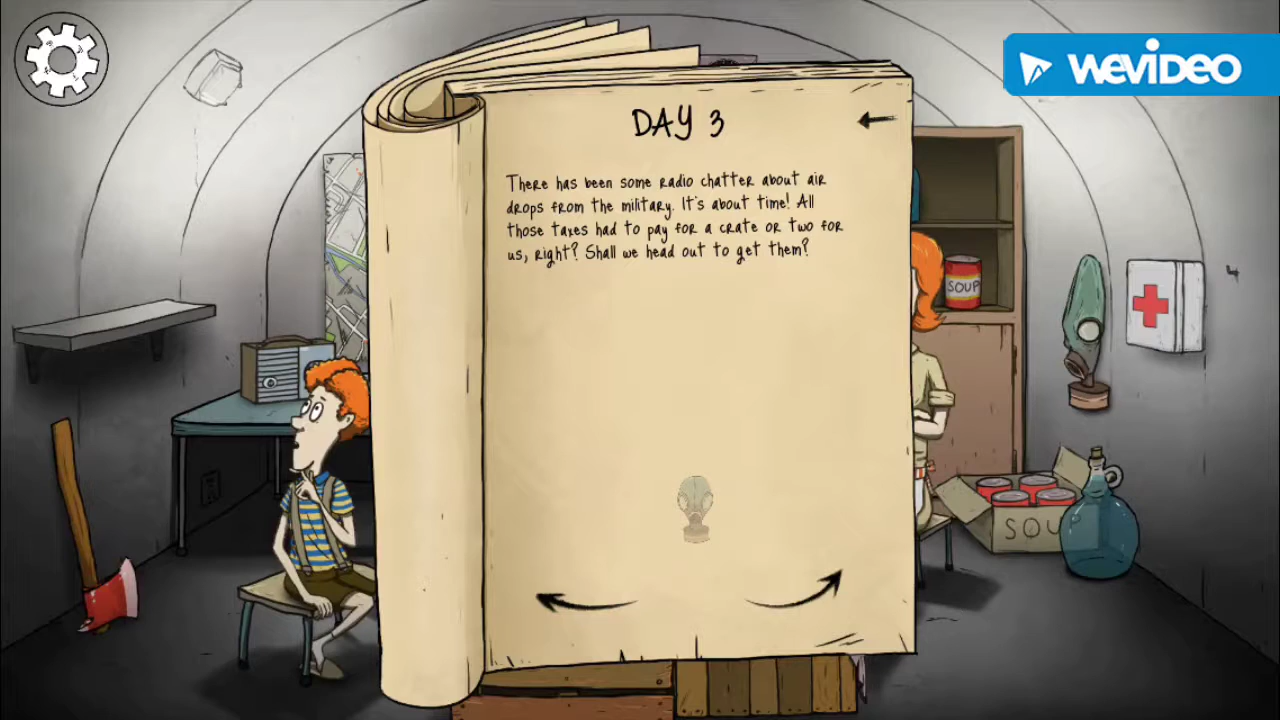 WEVIDEO
DAY 3
There has been some radio chatter about air
drops from the military. It's about time! All
those taxes had to pay for a crate or two for
us, right? Shall we head out to get them?
SOUP
SOU